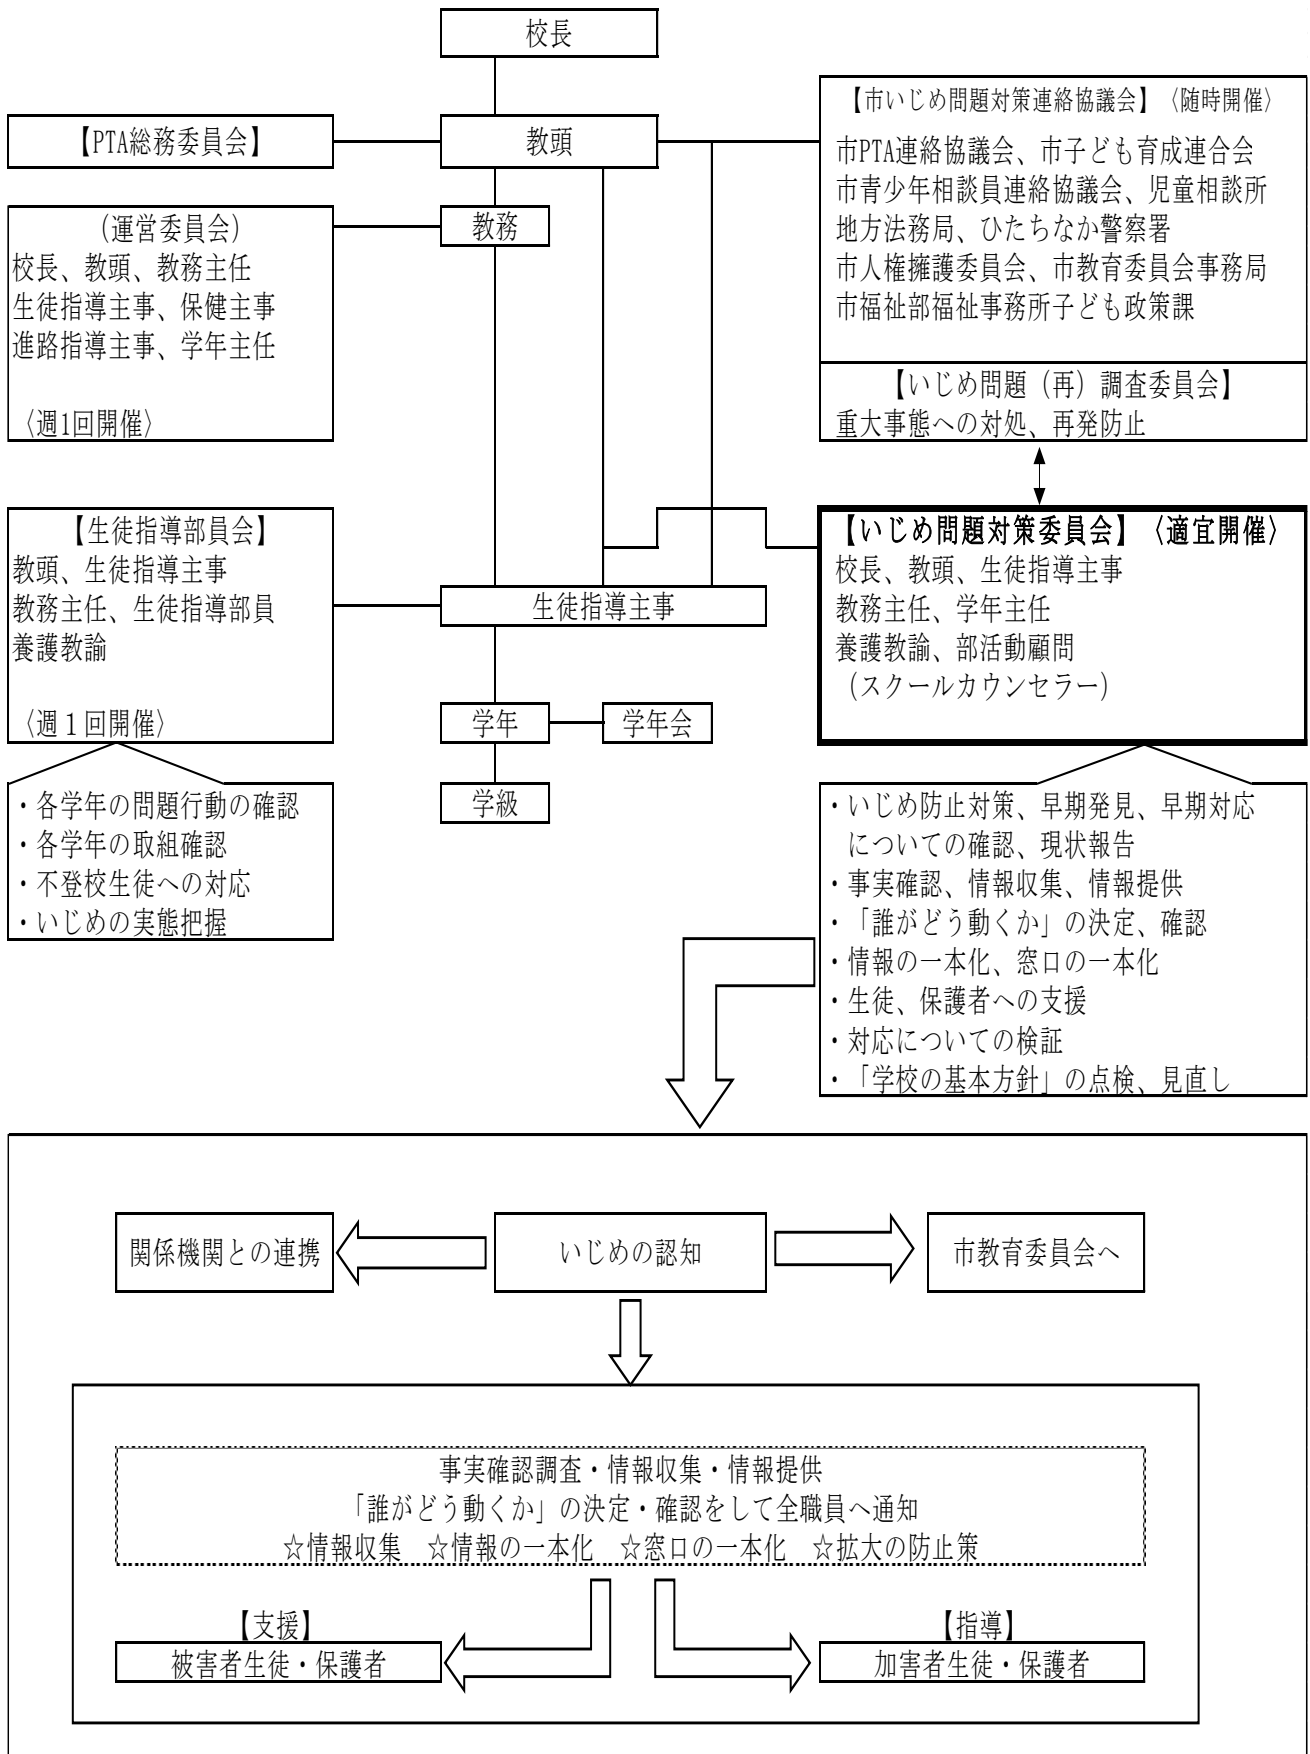 校長
【PTA総務委員会】
教頭
【市いじめ問題対策連絡協議会】〈随時開催〉
市PTA連絡協議会、市子ども育成連合会
市青少年相談員連絡協議会、児童相談所
地方法務局、ひたちなか警察署
市人権擁護委員会、市教育委員会事務局
市福祉部福祉事務所子ども政策課
【いじめ問題（再）調査委員会】
重大事態への対処、再発防止
（運営委員会）
校長、教頭、教務主任
生徒指導主事、保健主事
進路指導主事、学年主任
〈週1回開催〉
教務
【生徒指導部員会】
教頭、生徒指導主事
教務主任、生徒指導部員
養護教諭
〈週１回開催〉
生徒指導主事
【いじめ問題対策委員会】〈適宜開催〉
校長、教頭、生徒指導主事
教務主任、学年主任
養護教諭、部活動顧問
（スクールカウンセラー）
学年
学年会
学級
・各学年の問題行動の確認
・各学年の取組確認
・不登校生徒への対応
・いじめの実態把握
・いじめ防止対策、早期発見、早期対応
についての確認、現状報告
・事実確認、情報収集、情報提供
・「誰がどう動くか」の決定、確認
・情報の一本化、窓口の一本化
・生徒、保護者への支援
・対応についての検証
・「学校の基本方針」の点検、見直し
関係機関との連携
いじめの認知
市教育委員会へ
事実確認調査・情報収集・情報提供
「誰がどう動くか」の決定・確認をして全職員へ通知
☆情報収集　☆情報の一本化　☆窓口の一本化　☆拡大の防止策
【支援】
被害者生徒・保護者
【指導】
加害者生徒・保護者